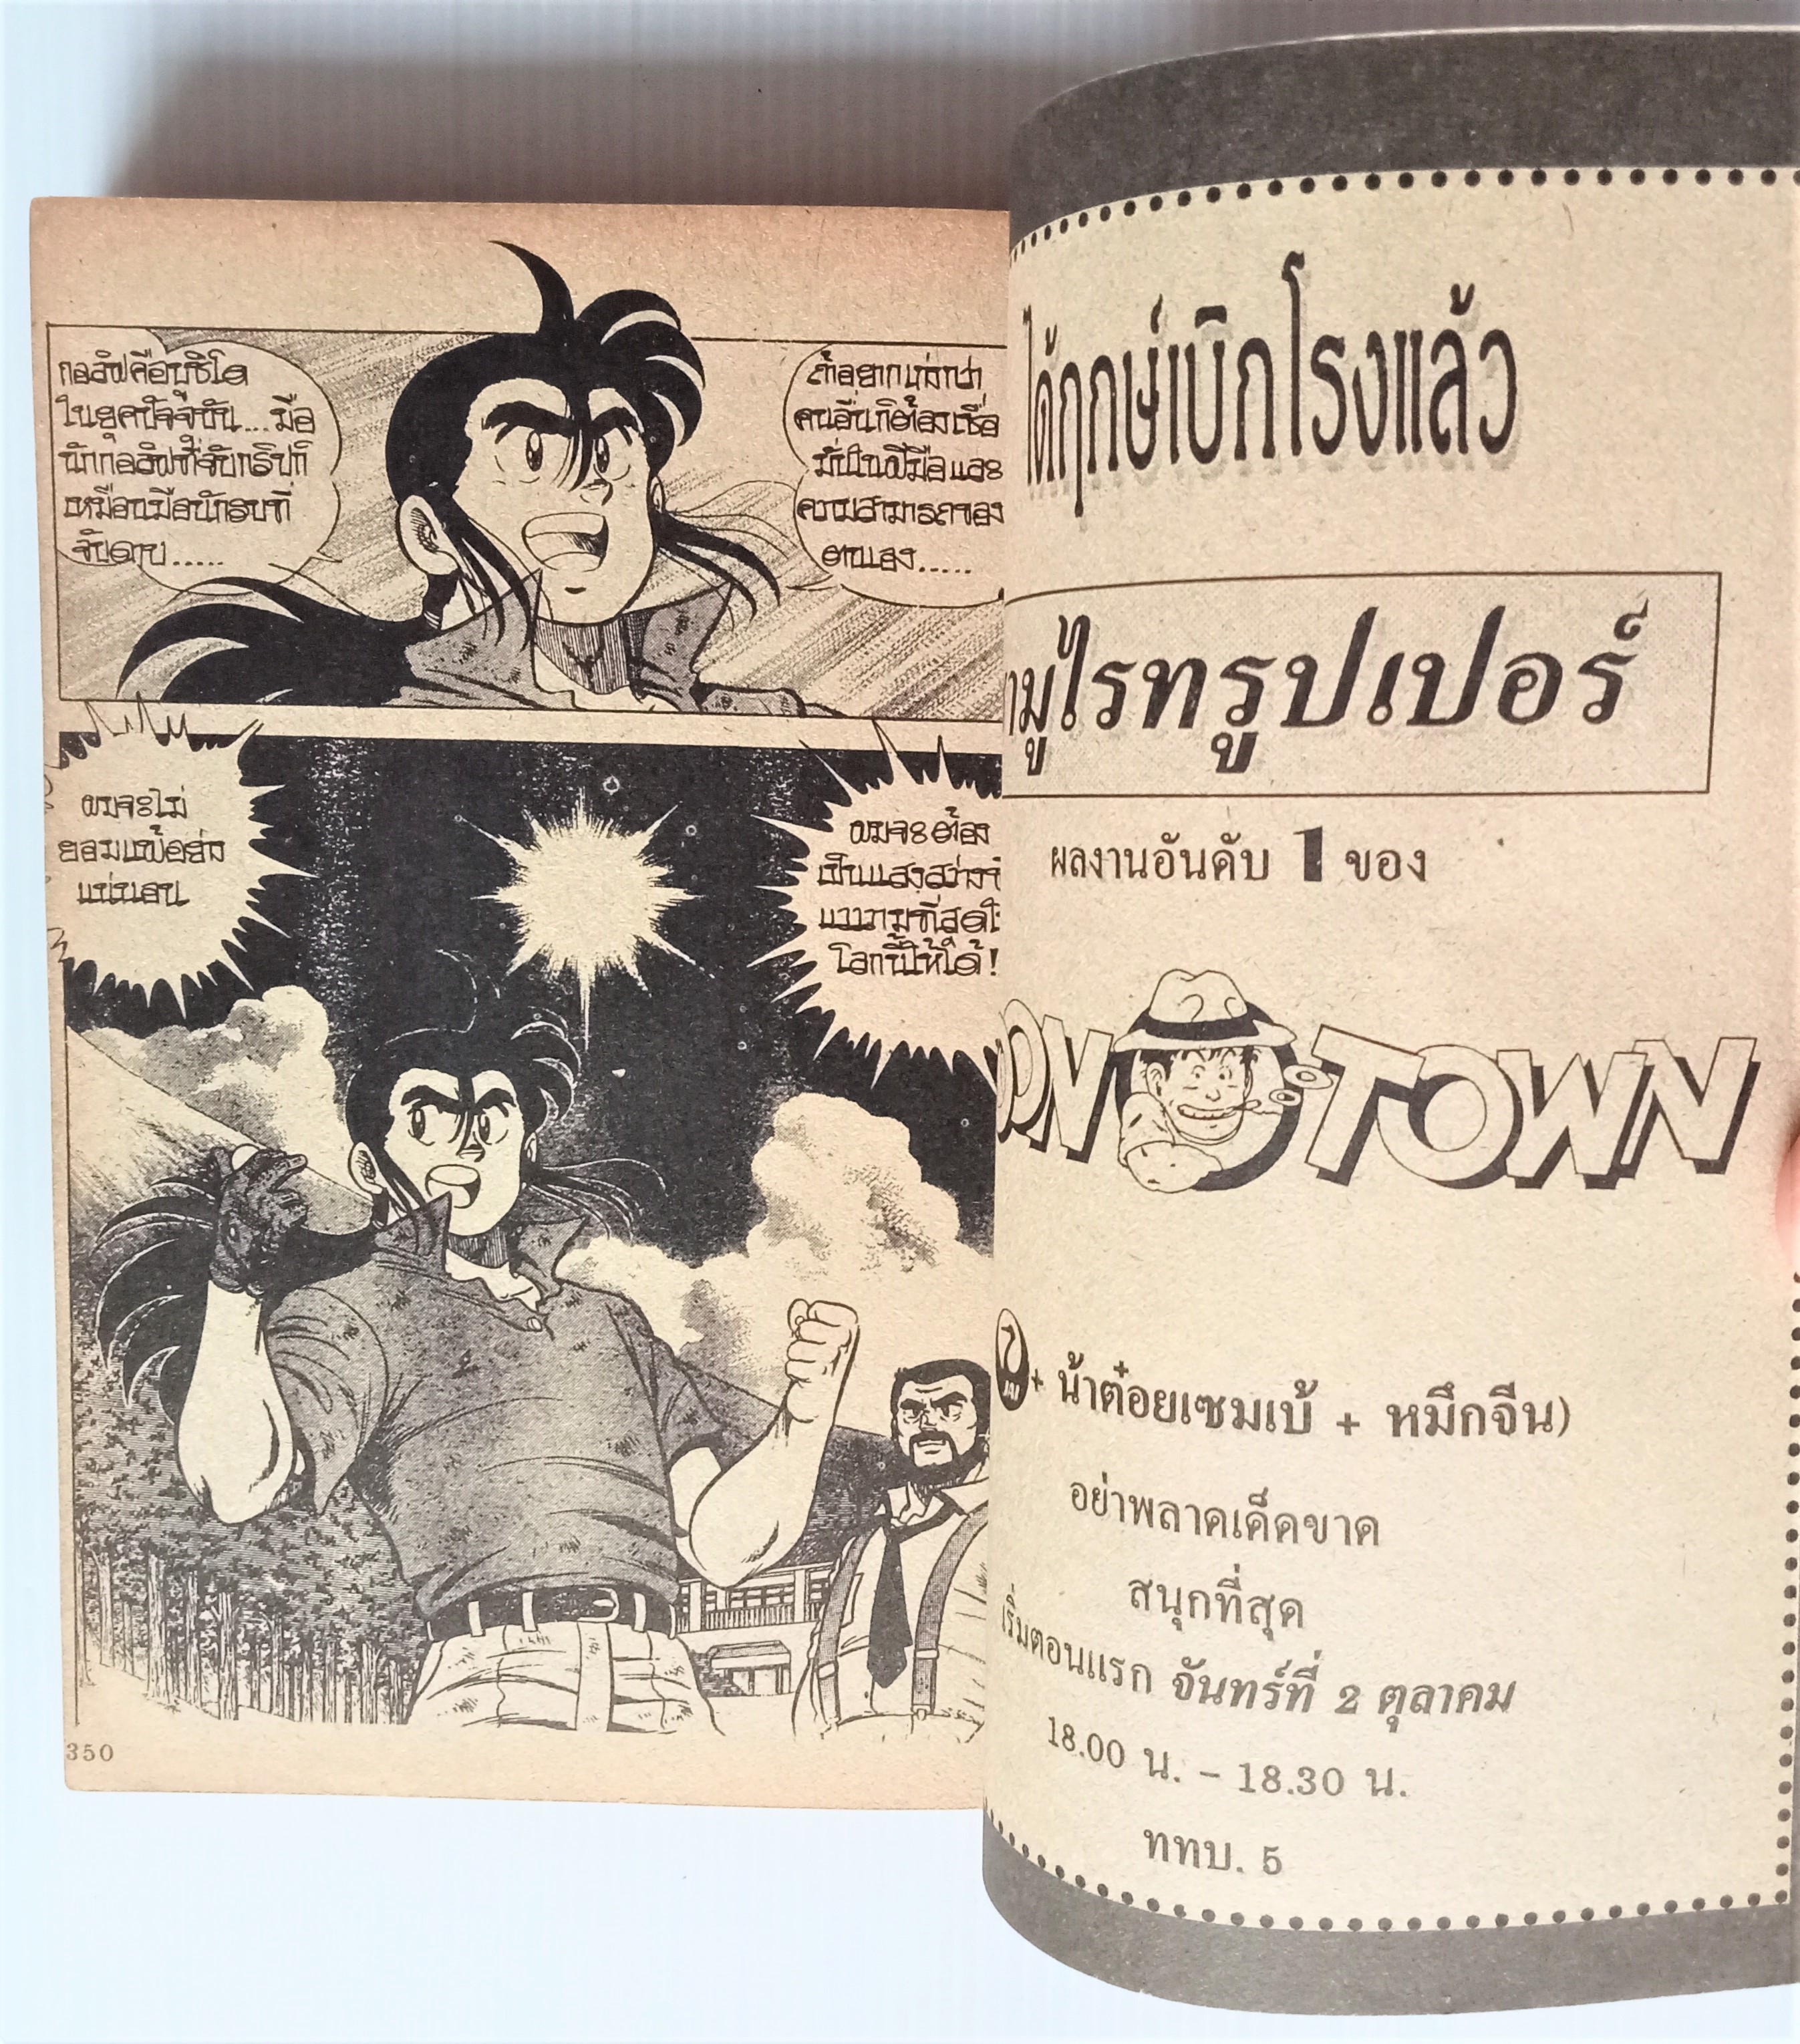 กอล์ฟคือบูชิโด
ในยุคปัจจุบัน...มือ
นักกอล์ฟที่จับกริปก็
เหมือนมือนักรบที่
จับดาบ.....
ถ้าอยากเก่งกว่า
คนอื่นก็ต้องเชื่อ
มั่นในฝีมือและ
ความสามารถของ
ตนเอง.....
ผมจะไม่
ยอมแพ้อย่าง
แน่นอน
ผมจะต้อง
เป็นแสงสว่างที่
แวววามที่สุดใ
โลกนี้ให้ได้!
350
ได้ฤกษ์เบิกโรงแล้ว
ามูไรทรูปเปอร์
ผลงานอันดับ 1 ของ
OON TOWN
+ น้าต๋อยเซมเบ้ + หมึกจีน)
อย่าพลาดเด็ดขาด
สนุกที่สุด
เริ่มตอนแรก จันทร์ที่ 2 ตุลาคม
18.00 น. - 18.30 น.
ททบ. 5